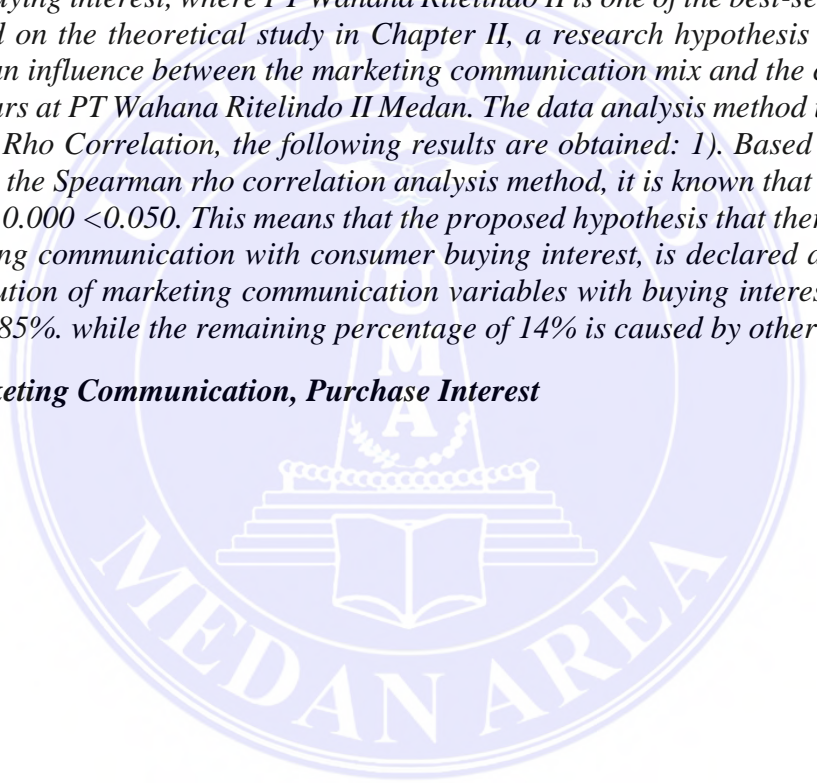 uying interest, where PT Wahana Ritelindo II is one of the best-se
d on the theoretical study in Chapter II, a research hypothesis
an influence between the marketing communication mix and the
urs at PT Wahana Ritelindo II Medan. The data analysis method
Rho Correlation, the following results are obtained: 1). Based
the Spearman rho correlation analysis method, it is known that
0.000 <0.050. This means that the proposed hypothesis that ther
ng communication with consumer buying interest, is declared
ution of marketing communication variables with buying interes
85%. while the remaining percentage of 14% is caused by other
keting Communication, Purchase Interest
UNIVERSITAS
UMA
MEDAN AREA